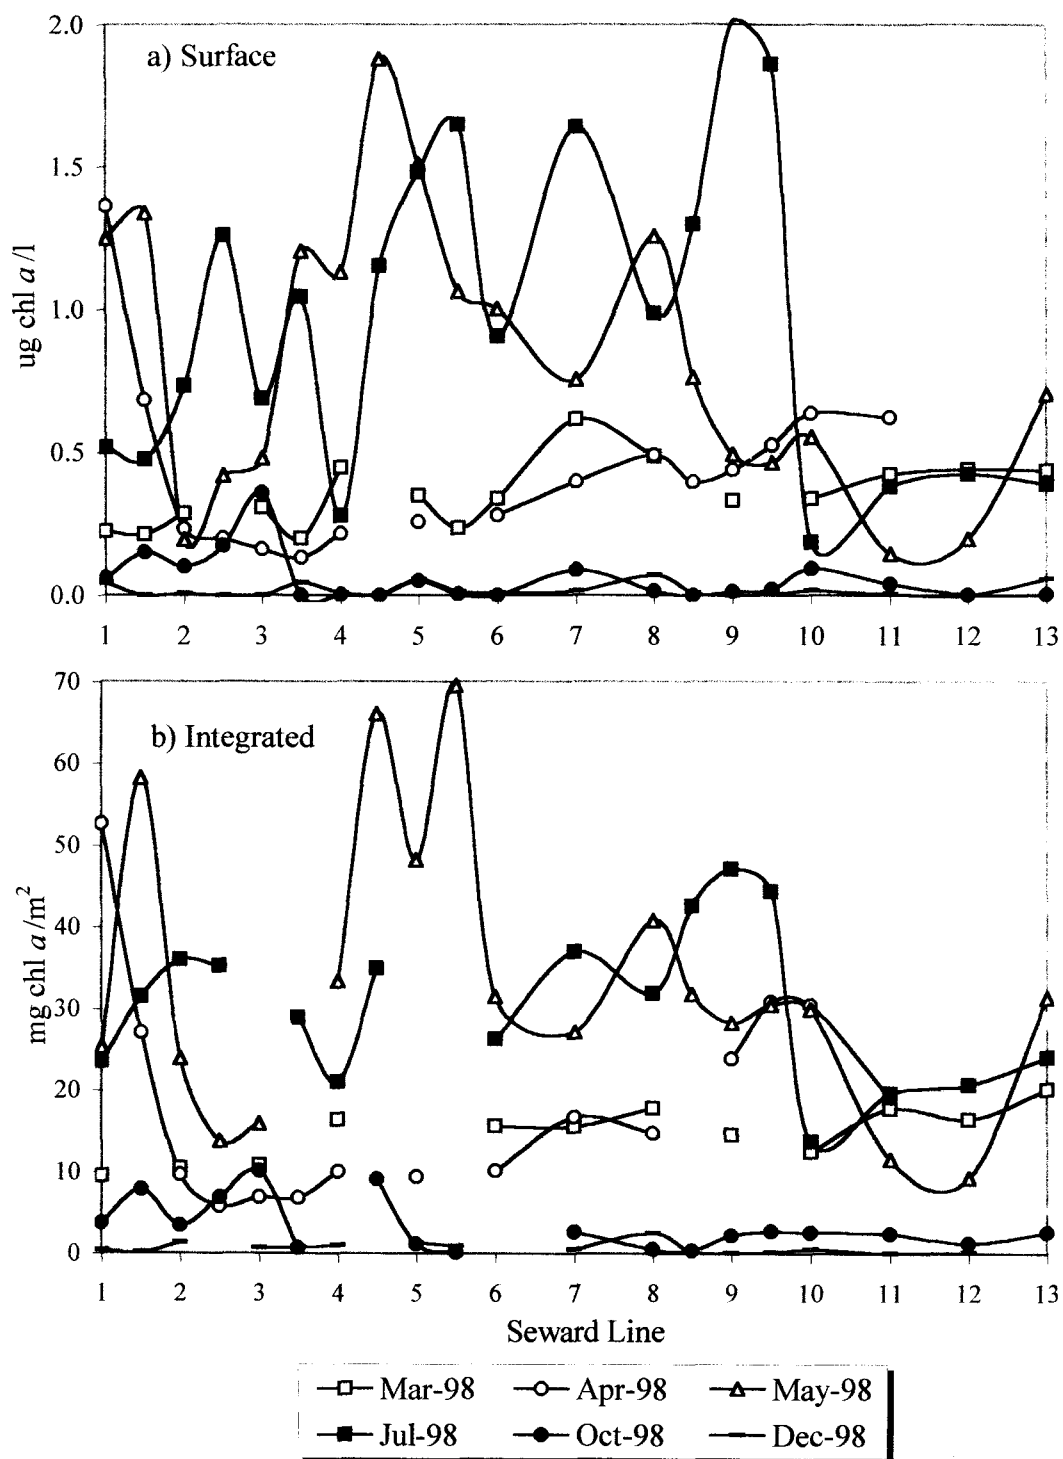 a) Surface
ug chl a/l
2.0
1.5
1.0
0.5
0.0
1 2 3 4 5 6 7 8 9 10 11 12 13
b) Integrated
mg chl a/m²
70
60
50
40
30
20
10
0
1 2 3 4 5 6 7 8 9 10 11 12 13
Seward Line
Mar-98 Apr-98 May-98
Jul-98 Oct-98 Dec-98